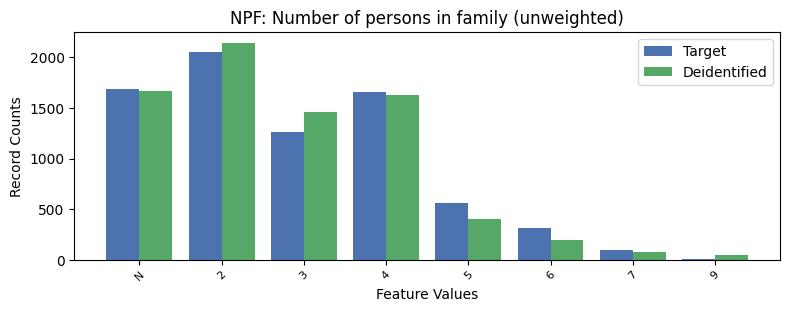 NPF: Number of persons in family (unweighted)
Target
Deidentified
Record Counts
2000
1500
1000
500
0
N 2 3 4 5 6 7 9
Feature Values